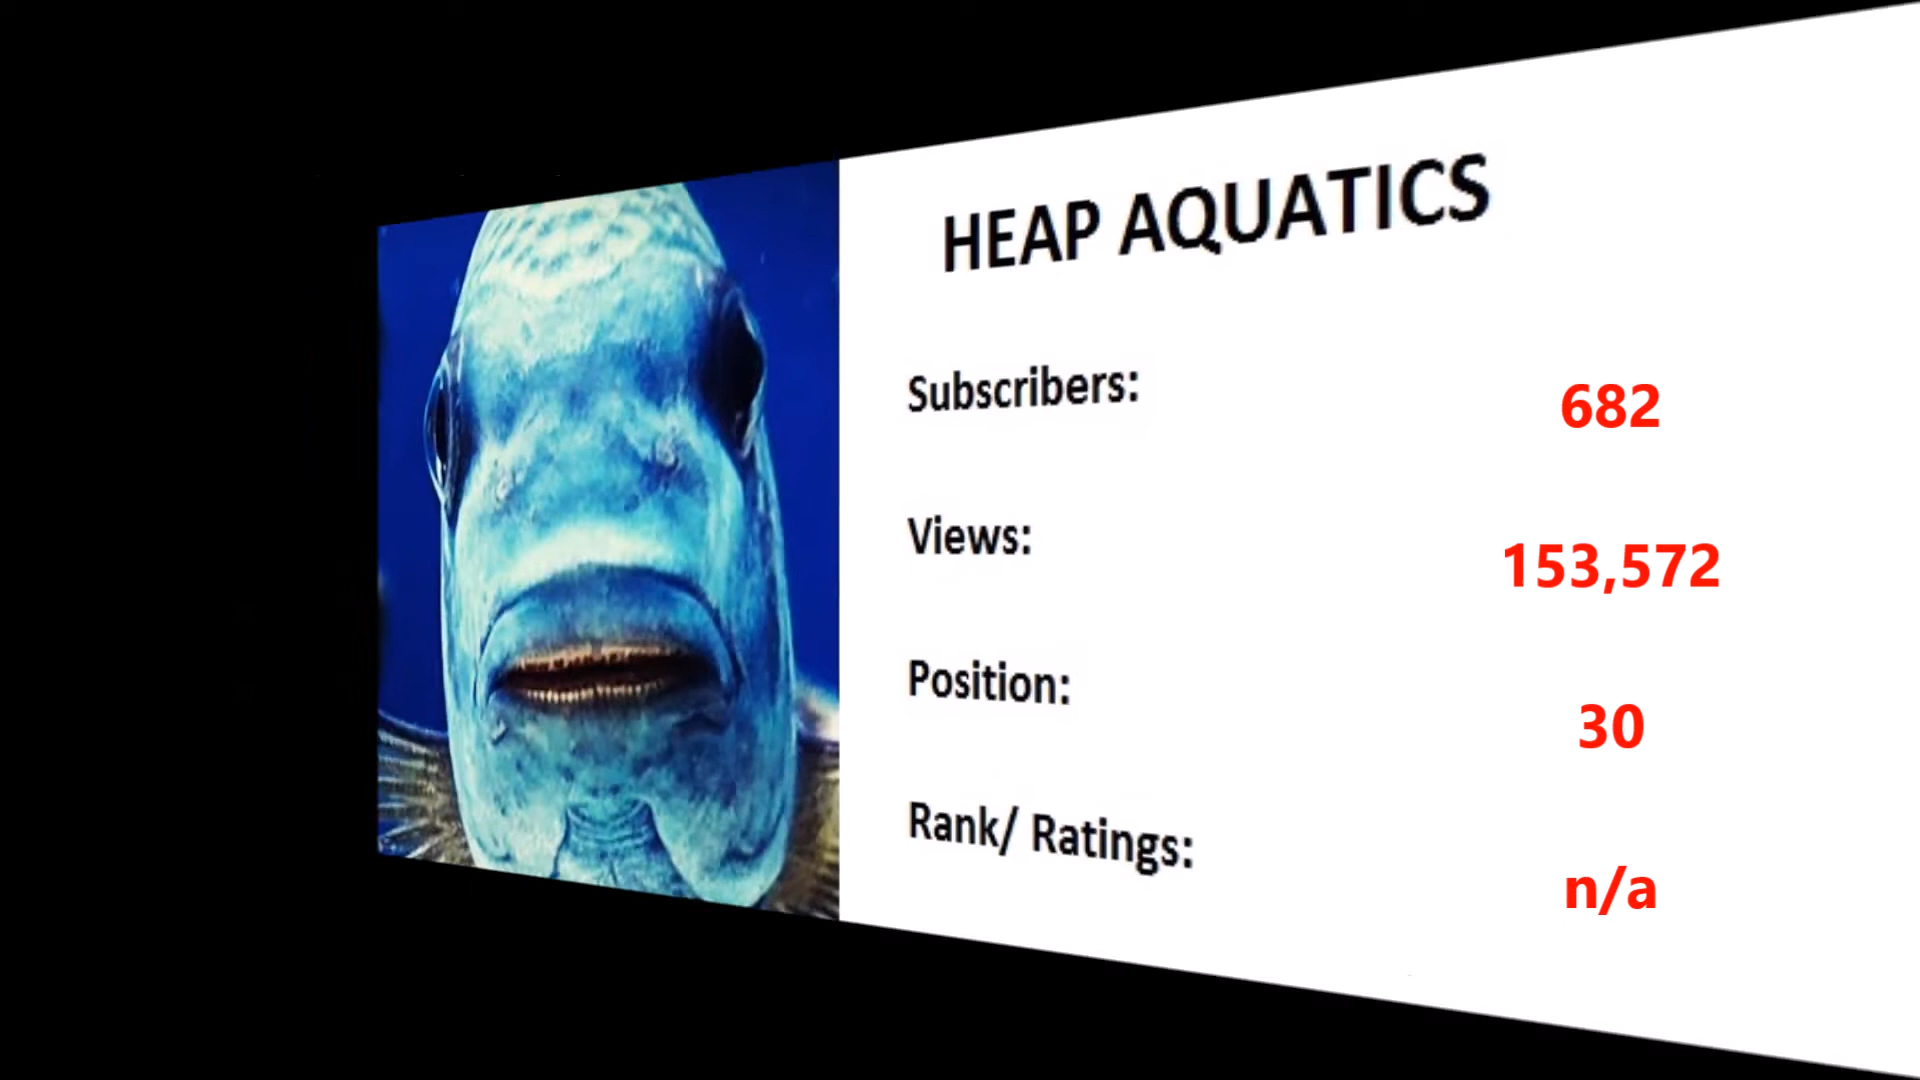 HEAP AQUATICS
Subscribers: 682
Views: 153,572
Position: 30
Rank/ Ratings: n/a